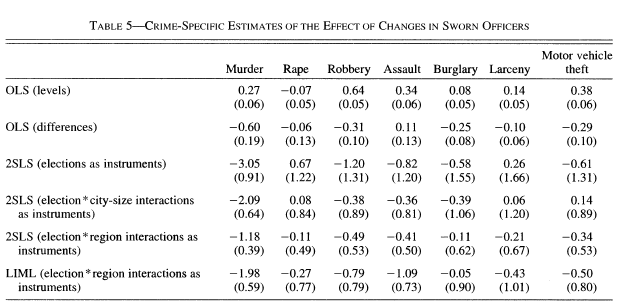 TABLE 5—CRIME-SPECIFIC ESTIMATES OF THE EFFECT OF CHANGES IN SWORN OFFICERS
Motor vehicle
Murder Rape Robbery Assault Burglary Larceny theft
OLS (levels) 0.27 −0.07 0.64 0.34 0.08 0.14 0.38
(0.06) (0.05) (0.05) (0.06) (0.05) (0.05) (0.06)
OLS (differences) −0.60 −0.06 −0.31 0.11 −0.25 −0.10 −0.29
(0.19) (0.13) (0.10) (0.13) (0.08) (0.06) (0.10)
2SLS (elections as instruments) −3.05 0.67 −1.20 −0.82 −0.58 0.26 −0.61
(0.91) (1.22) (1.31) (1.20) (1.55) (1.66) (1.31)
2SLS (election*city-size interactions −2.09 0.08 −0.38 −0.36 −0.39 0.06 0.14
as instruments) (0.64) (0.84) (0.89) (0.81) (1.06) (1.20) (0.89)
2SLS (election*region interactions as −1.18 −0.11 −0.49 −0.41 −0.11 −0.21 −0.34
instruments) (0.39) (0.49) (0.53) (0.50) (0.62) (0.67) (0.53)
LIML (election*region interactions as −1.98 −0.27 −0.79 −1.09 −0.05 −0.43 −0.50
instruments) (0.59) (0.77) (0.79) (0.73) (0.90) (1.01) (0.80)